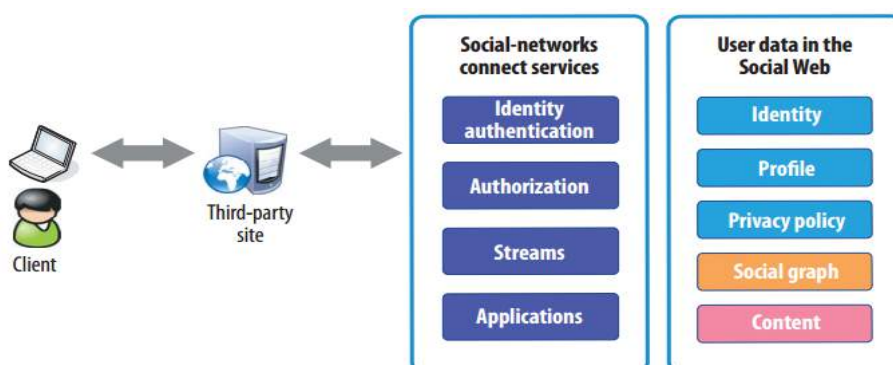 Client
Third-party
site
Social-networks
connect services
Identity
authentication
Authorization
Streams
Applications
User data in the
Social Web
Identity
Profile
Privacy policy
Social graph
Content